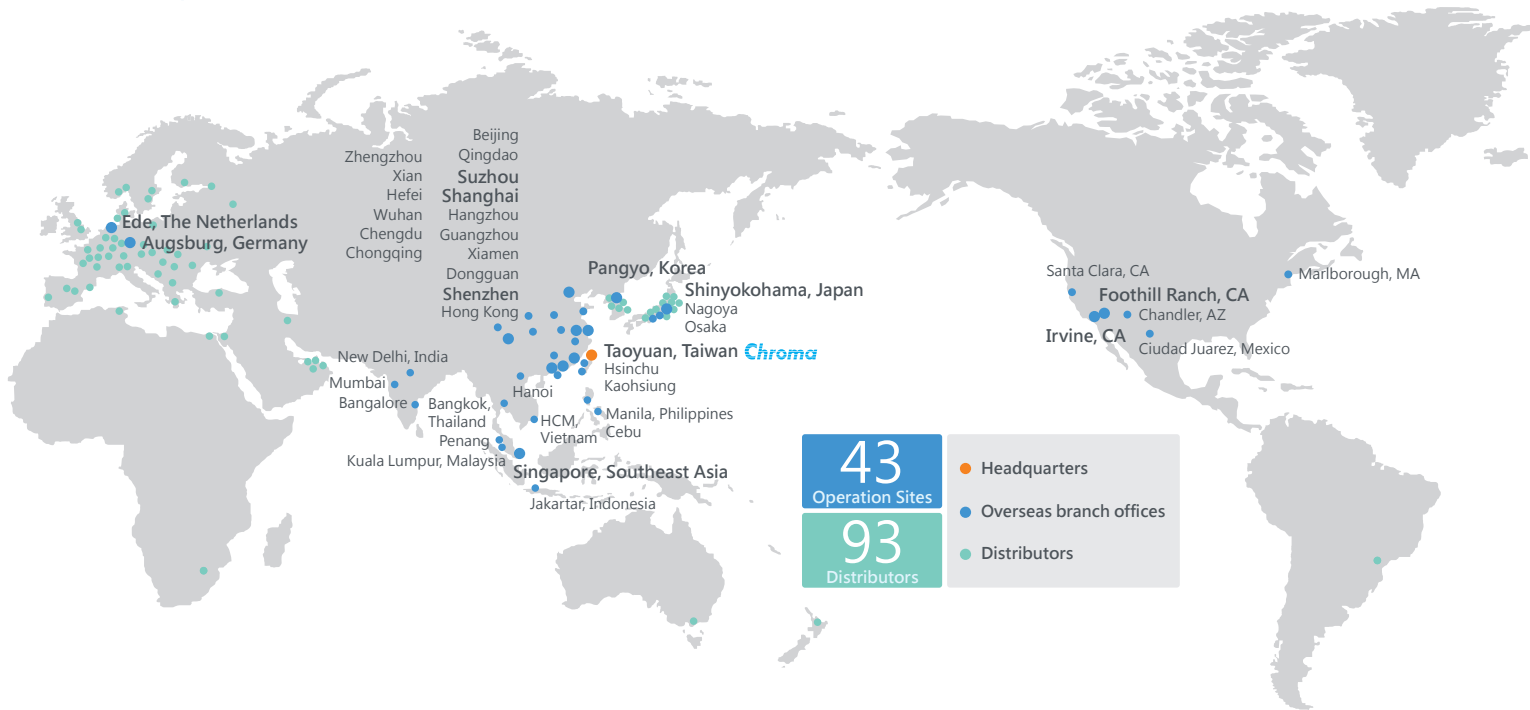 Beijing
Qingdao
Suzhou
Shanghai
Hangzhou
Guangzhou
Xiamen
Dongguan
Shenzhen
Hong Kong
Zhengzhou
Xian
Hefei
Wuhan
Chengdu
Chongqing
Ede, The Netherlands
Augsburg, Germany
Pangyo, Korea
Shinyokohama, Japan
Nagoya
Osaka
Taoyuan, Taiwan Chroma
Hsinchu
Kaohsiung
New Delhi, India
Mumbai
Bangalore
Hanoi
Bangkok,
Thailand
Penang
Kuala Lumpur, Malaysia
HCM,
Vietnam
Manila, Philippines
Cebu
Singapore, Southeast Asia
Jakartar, Indonesia
Santa Clara, CA
Foothill Ranch, CA
Chandler, AZ
Irvine, CA
Ciudad Juarez, Mexico
Marlborough, MA
43
Operation Sites
93
Distributors
Headquarters
Overseas branch offices
Distributors